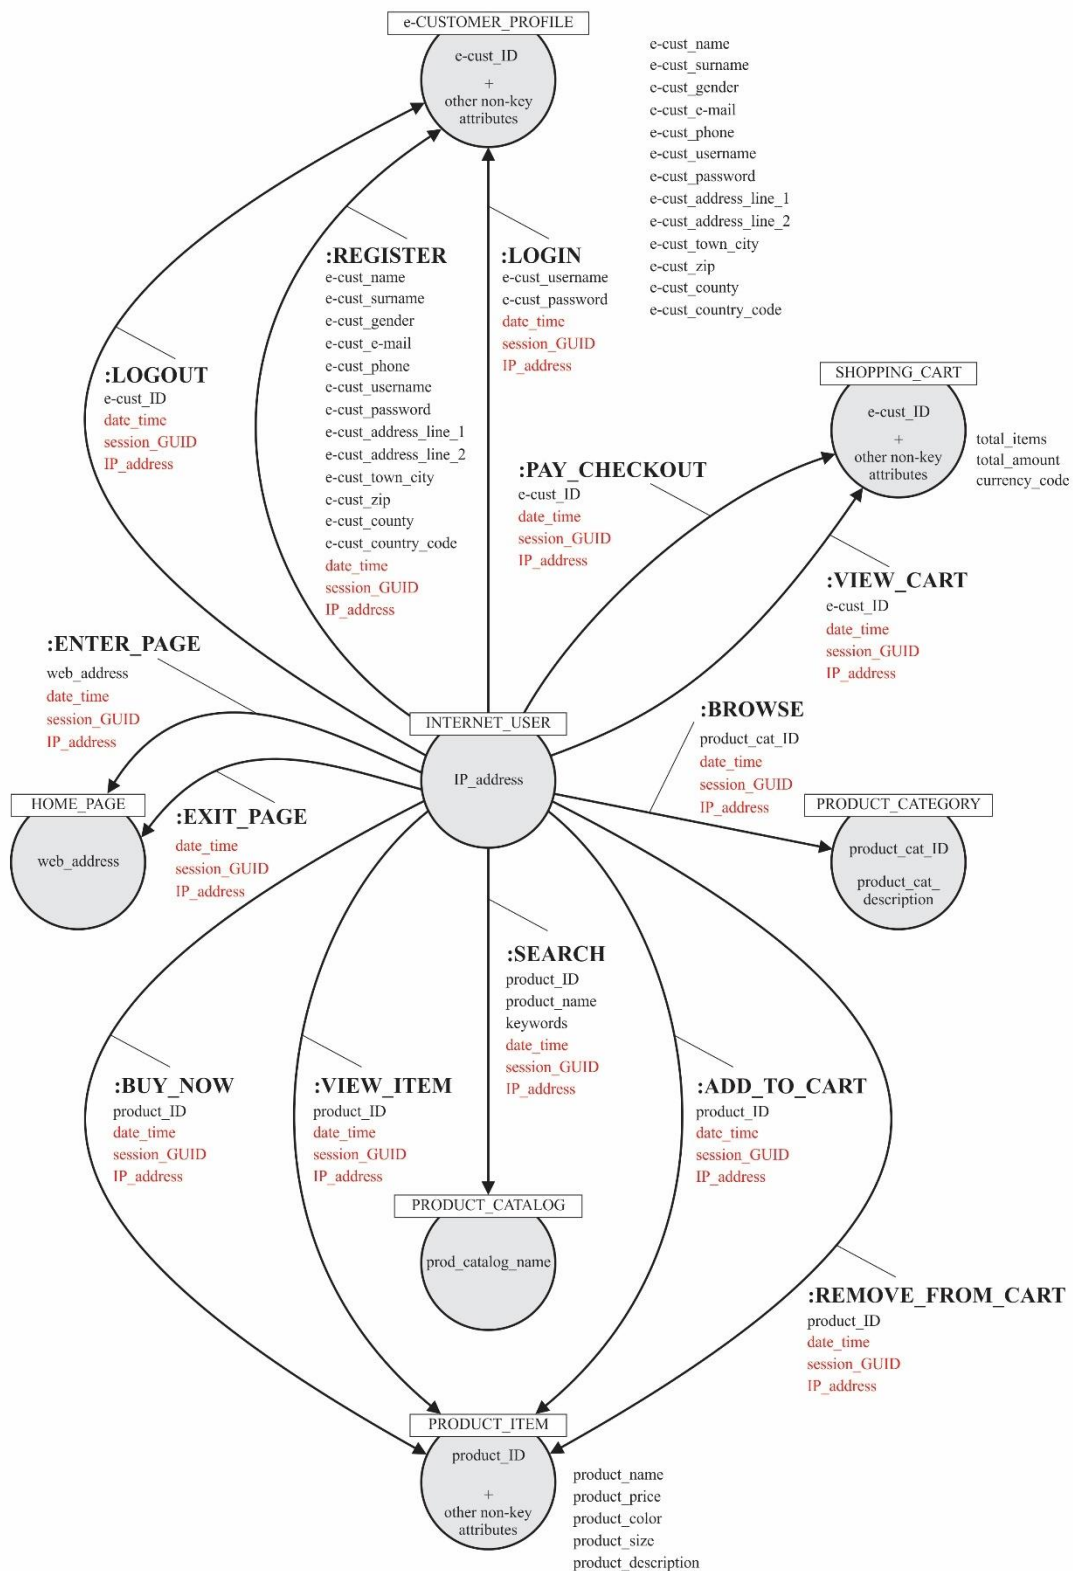 e-CUSTOMER_PROFILE
e-cust_ID
+
other non-key
attributes
e-cust_name
e-cust_surname
e-cust_gender
e-cust_e-mail
e-cust_phone
e-cust_username
e-cust_password
e-cust_address_line_1
e-cust_address_line_2
e-cust_town_city
e-cust_zip
e-cust_county
e-cust_country_code
:REGISTER
e-cust_name
e-cust_surname
e-cust_gender
e-cust_e-mail
e-cust_phone
e-cust_username
e-cust_password
e-cust_address_line_1
e-cust_address_line_2
e-cust_town_city
e-cust_zip
e-cust_county
e-cust_country_code
date_time
session_GUID
IP_address
:LOGIN
e-cust_username
e-cust_password
date_time
session_GUID
IP_address
:LOGOUT
e-cust_ID
date_time
session_GUID
IP_address
SHOPPING_CART
e-cust_ID
+
other non-key
attributes
total_items
total_amount
currency_code
:PAY_CHECKOUT
e-cust_ID
date_time
session_GUID
IP_address
:VIEW_CART
e-cust_ID
date_time
session_GUID
IP_address
:ENTER_PAGE
web_address
date_time
session_GUID
IP_address
INTERNET_USER
IP_address
:BROWSE
product_cat_ID
date_time
session_GUID
IP_address
HOME_PAGE
web_address
:EXIT_PAGE
date_time
session_GUID
IP_address
PRODUCT_CATEGORY
product_cat_ID
product_cat_
description
:SEARCH
product_ID
product_name
keywords
date_time
session_GUID
IP_address
:BUY_NOW
product_ID
date_time
session_GUID
IP_address
:VIEW_ITEM
product_ID
date_time
session_GUID
IP_address
:ADD_TO_CART
product_ID
date_time
session_GUID
IP_address
PRODUCT_CATALOG
prod_catalog_name
:REMOVE_FROM_CART
product_ID
date_time
session_GUID
IP_address
PRODUCT_ITEM
product_ID
+
other non-key
attributes
product_name
product_price
product_color
product_size
product_description